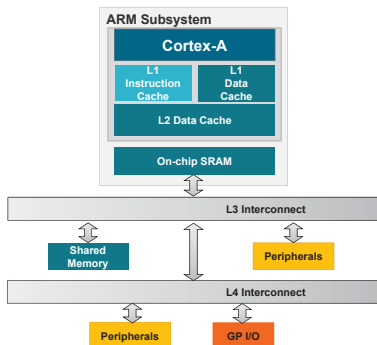 ARM Subsystem
Cortex-A
L1
Instruction
Cache
L1
Data
Cache
L2 Data Cache
On-chip SRAM
L3 Interconnect
Shared
Memory
Peripherals
L4 Interconnect
Peripherals
GP I/O